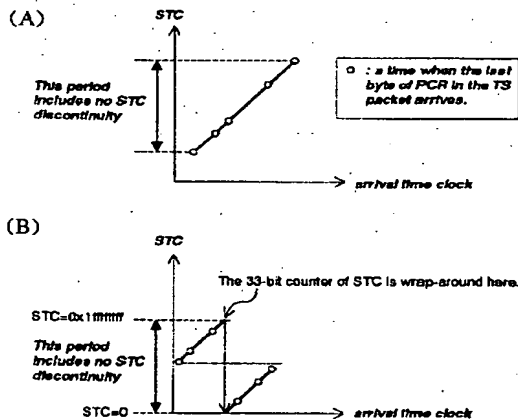 (A)
STC
This period
includes no STC
discontinuity
o : a time when the last
byte of PCR in the TS
packet arrives.
arrival time clock
(B)
STC
The 33-bit counter of STC is wrap-around here.
STC=0x1ffffffff
This period
includes no STC
discontinuity
STC=0
arrival time clock